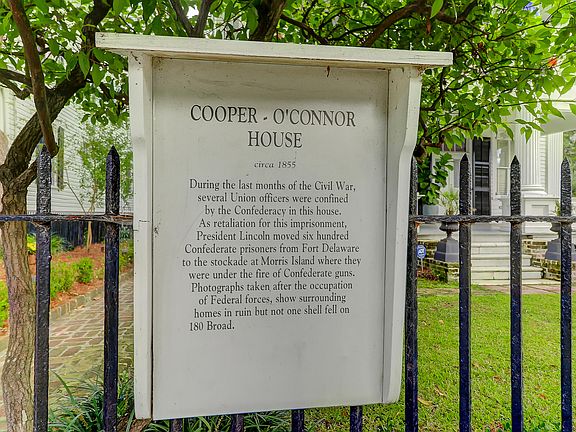 COOPER - O'CONNOR
HOUSE
circa 1855
During the last months of the Civil War,
several Union officers were confined
by the Confederacy in this house.
As retaliation for this imprisonment,
President Lincoln moved six hundred
Confederate prisoners from Fort Delaware
to the stockade at Morris Island where they
were under the fire of Confederate guns.
Photographs taken after the occupation
of Federal forces, show surrounding
homes in ruin but not one shell fell on
180 Broad.